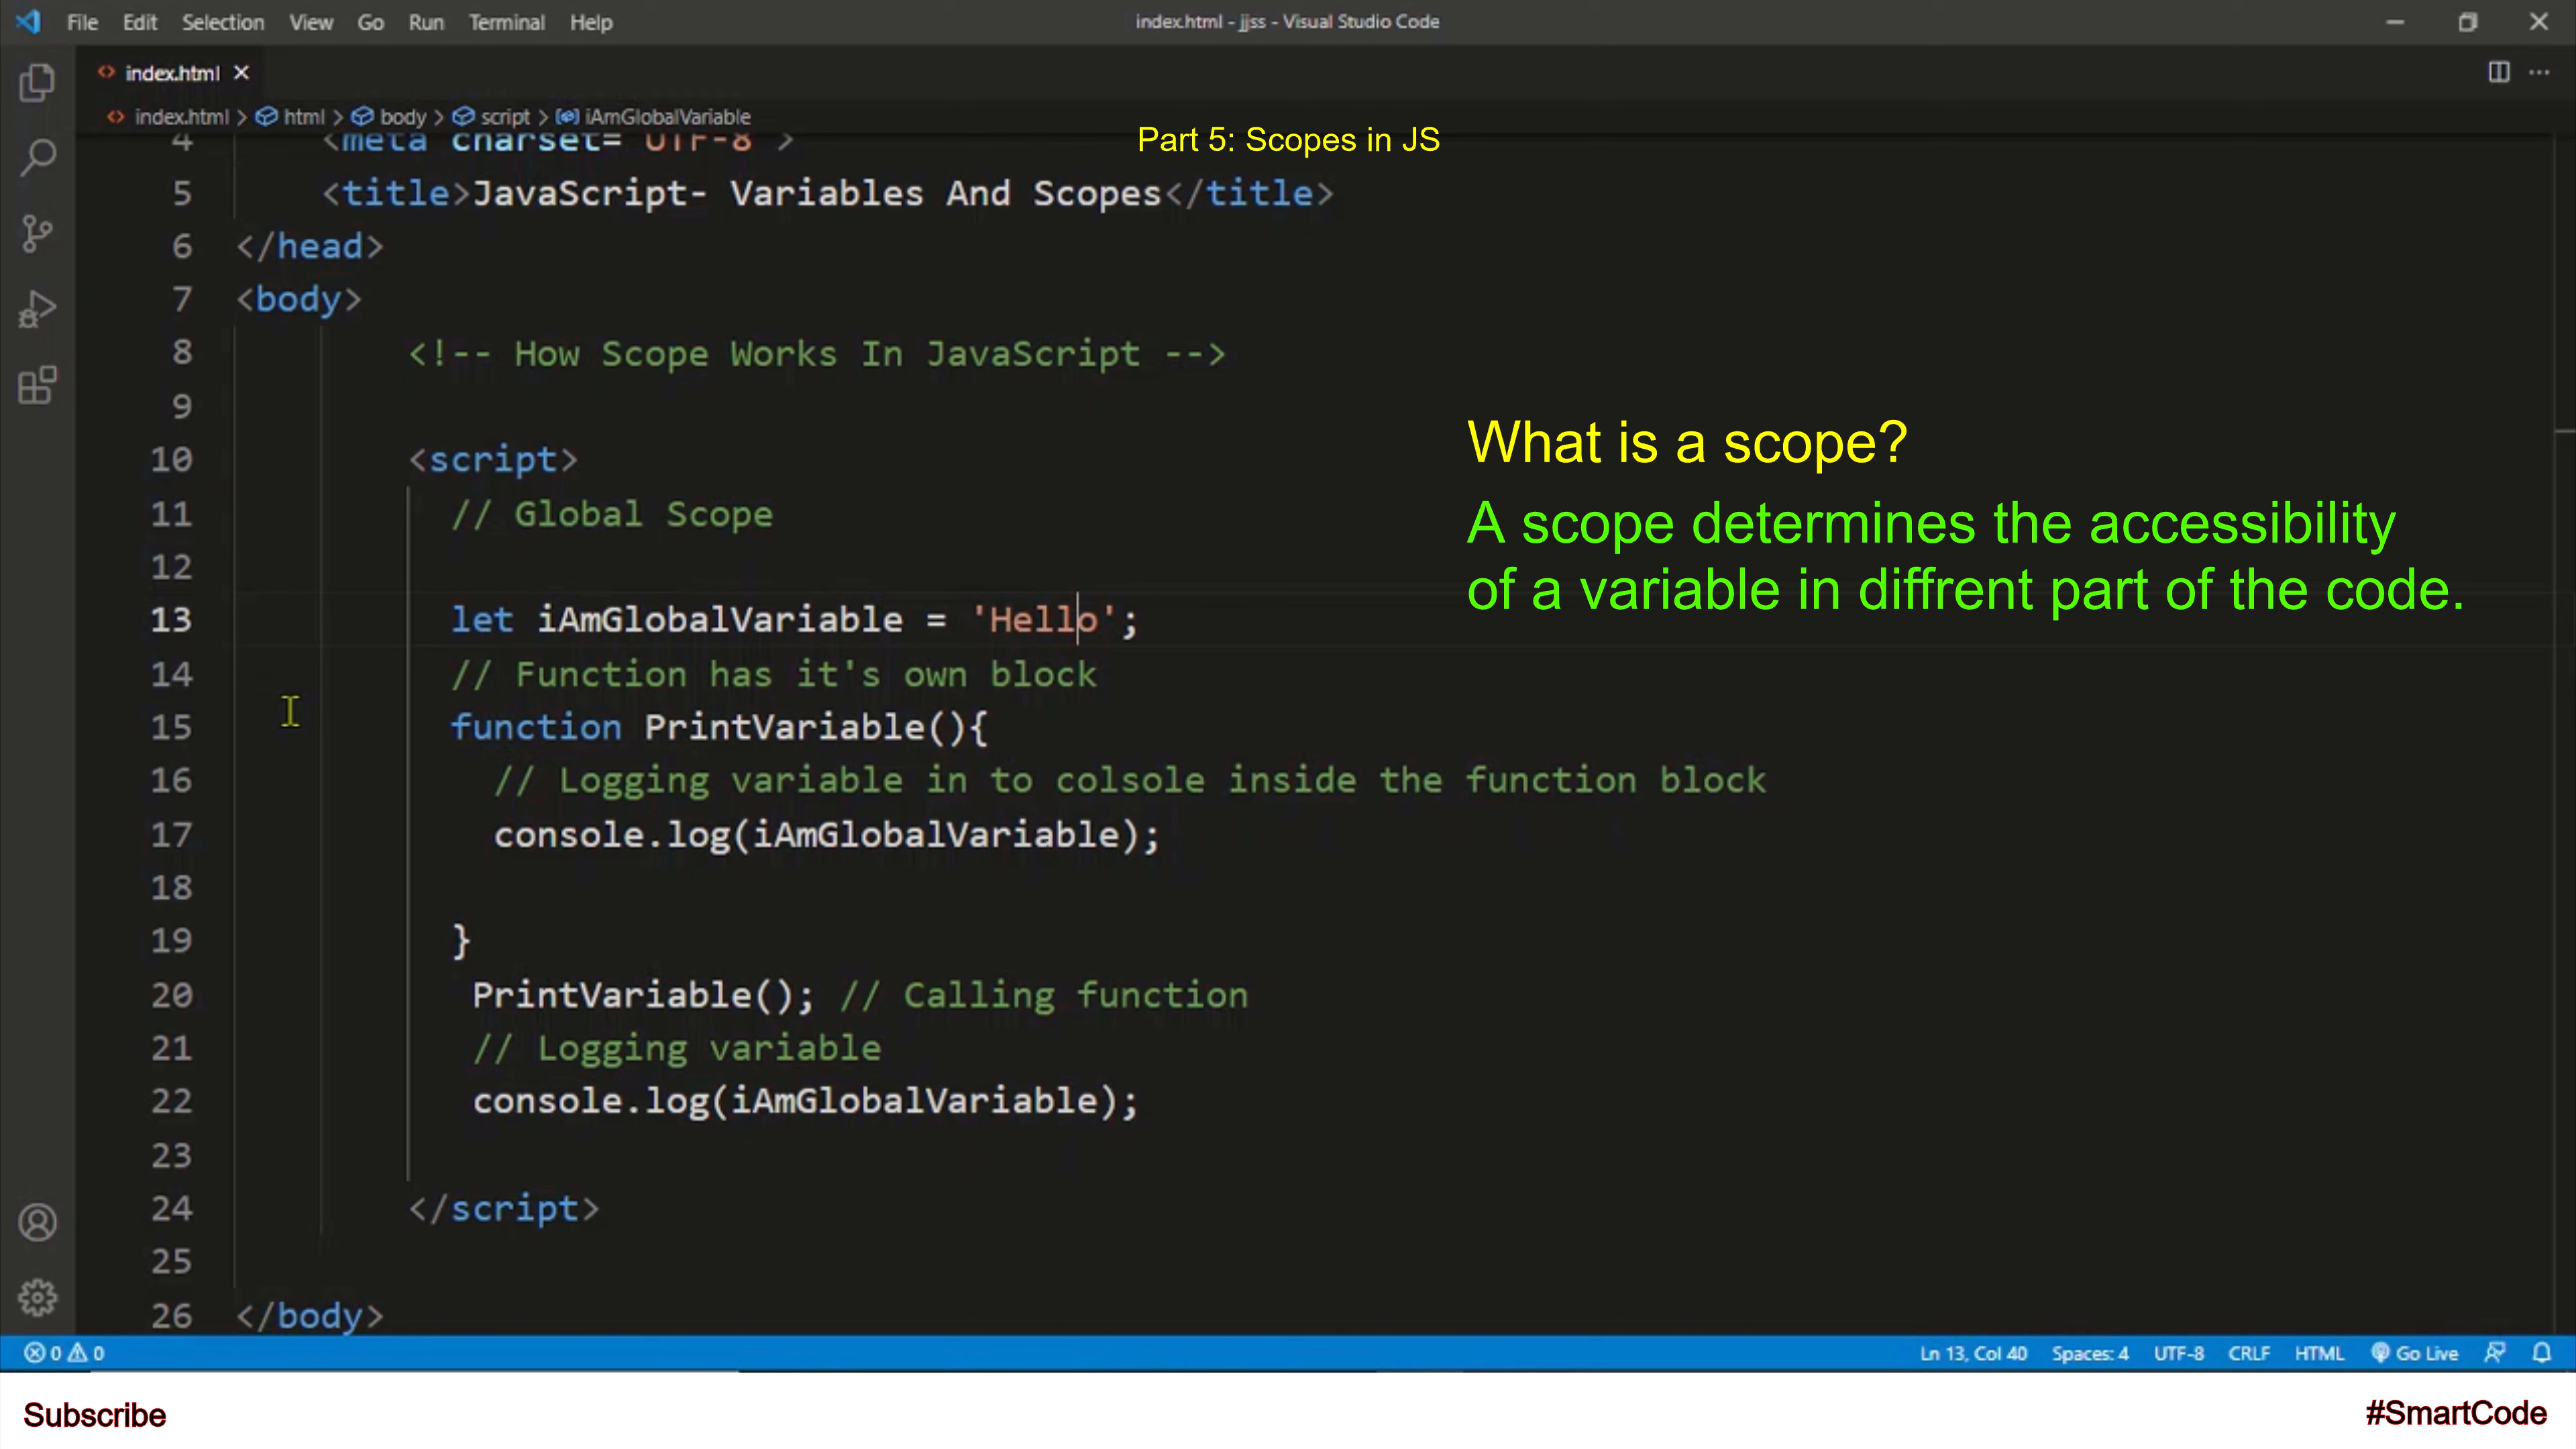 File Edit Selection View Go Run Terminal Help index.html - jjss - Visual Studio Code
index.html
index.html > html > body > script > iAmGlobalVariable
Part 5: Scopes in JS
4 <meta charset="UTF-8">
5 <title>JavaScript- Variables And Scopes</title>
6 </head>
7 <body>
8 <!-- How Scope Works In JavaScript -->
9
What is a scope?
10 <script>
11 // Global Scope
A scope determines the accessibility
12
of a variable in diffrent part of the code.
13 let iAmGlobalVariable = 'Hello';
14 // Function has it's own block
15 function PrintVariable(){
16 // Logging variable in to colsole inside the function block
17 console.log(iAmGlobalVariable);
18
19 }
20 PrintVariable(); // Calling function
21 // Logging variable
22 console.log(iAmGlobalVariable);
23
24 </script>
25
26 </body>
0 0 Ln 13, Col 40 Spaces: 4 UTF-8 CRLF HTML Go Live
Subscribe #SmartCode